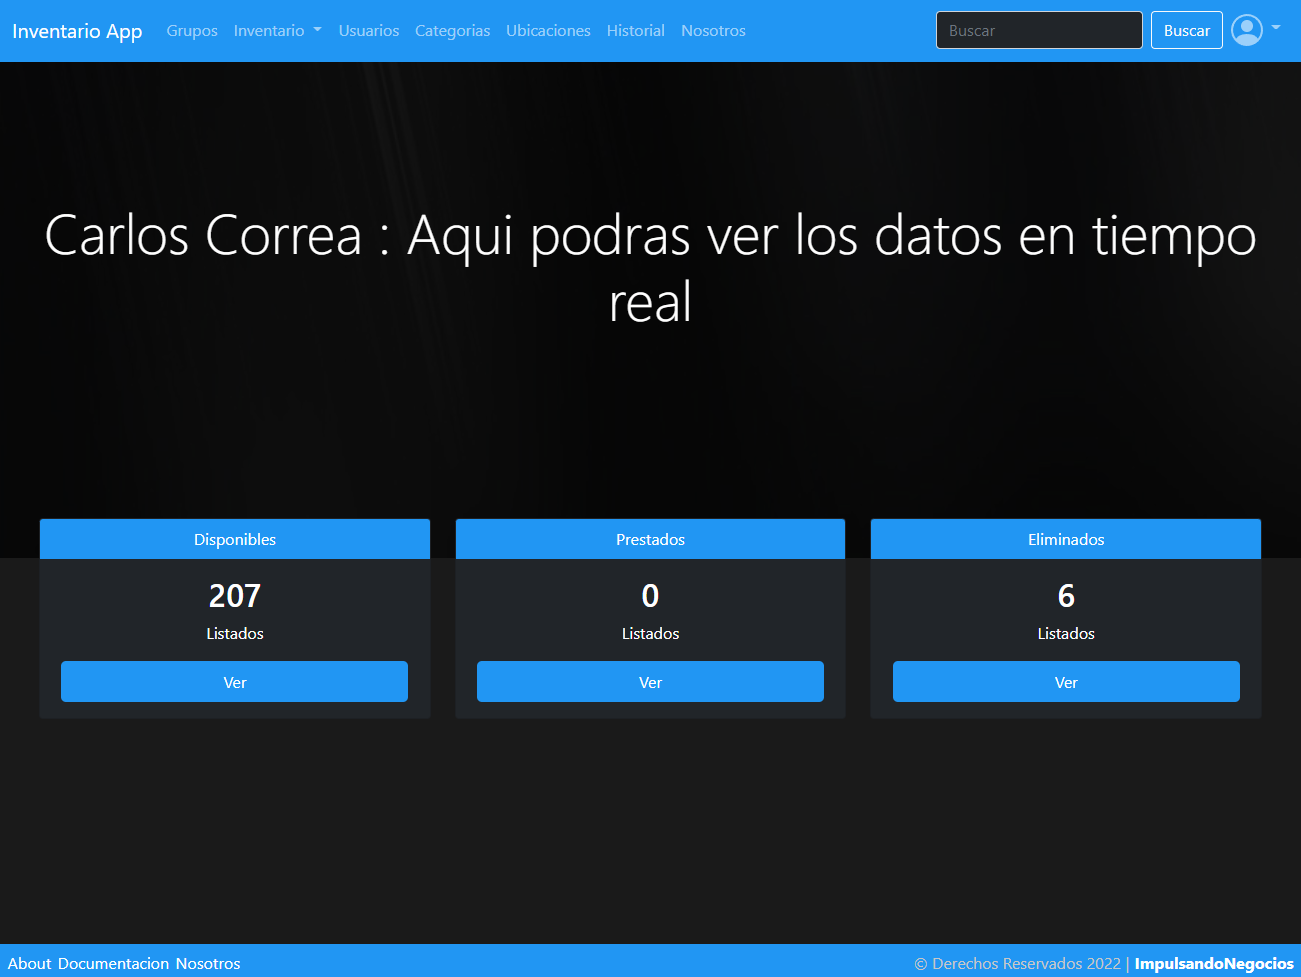 Inventario App Grupos Inventario Usuarios Categorias Ubicaciones Historial Nosotros Buscar Buscar
Carlos Correa : Aqui podras ver los datos en tiempo
real
Disponibles
207
Listados
Ver
Prestados
0
Listados
Ver
Eliminados
6
Listados
Ver
About Documentacion Nosotros © Derechos Reservados 2022 | ImpulsandoNegocios